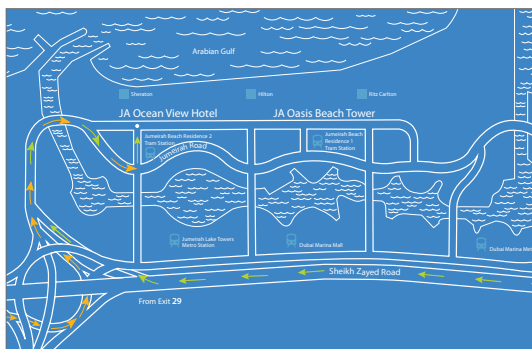 Arabian Gulf
Sheraton
Hilton
Ritz Carlton
JA Ocean View Hotel
JA Oasis Beach Tower
Jumeirah Beach Residence 2
Tram Station
Jumeirah Beach
Residence 1
Tram Station
Jumeirah Road
Jumeirah Lake Towers
Metro Station
Dubai Marina Mall
Dubai Marina Me
Sheikh Zayed Road
From Exit 29